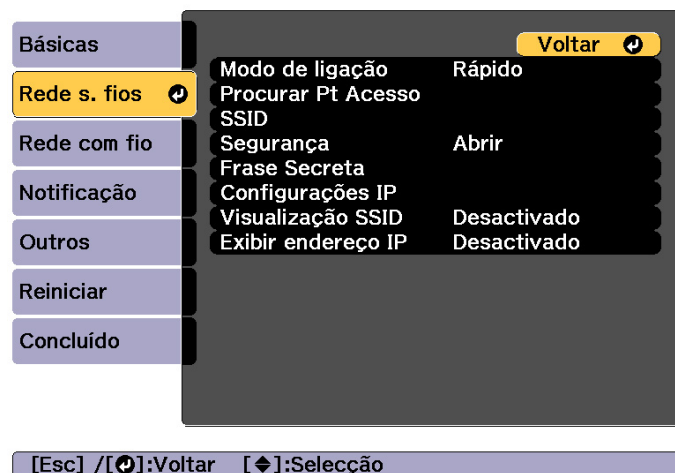 Básicas
Rede s. fios
Rede com fio
Notificação
Outros
Reiniciar
Concluído
Voltar
Modo de ligação Rápido
Procurar Pt Acesso
SSID
Segurança Abrir
Frase Secreta
Configurações IP
Visualização SSID Desactivado
Exibir endereço IP Desactivado
[Esc] /[⏎]:Voltar [◆]:Selecção